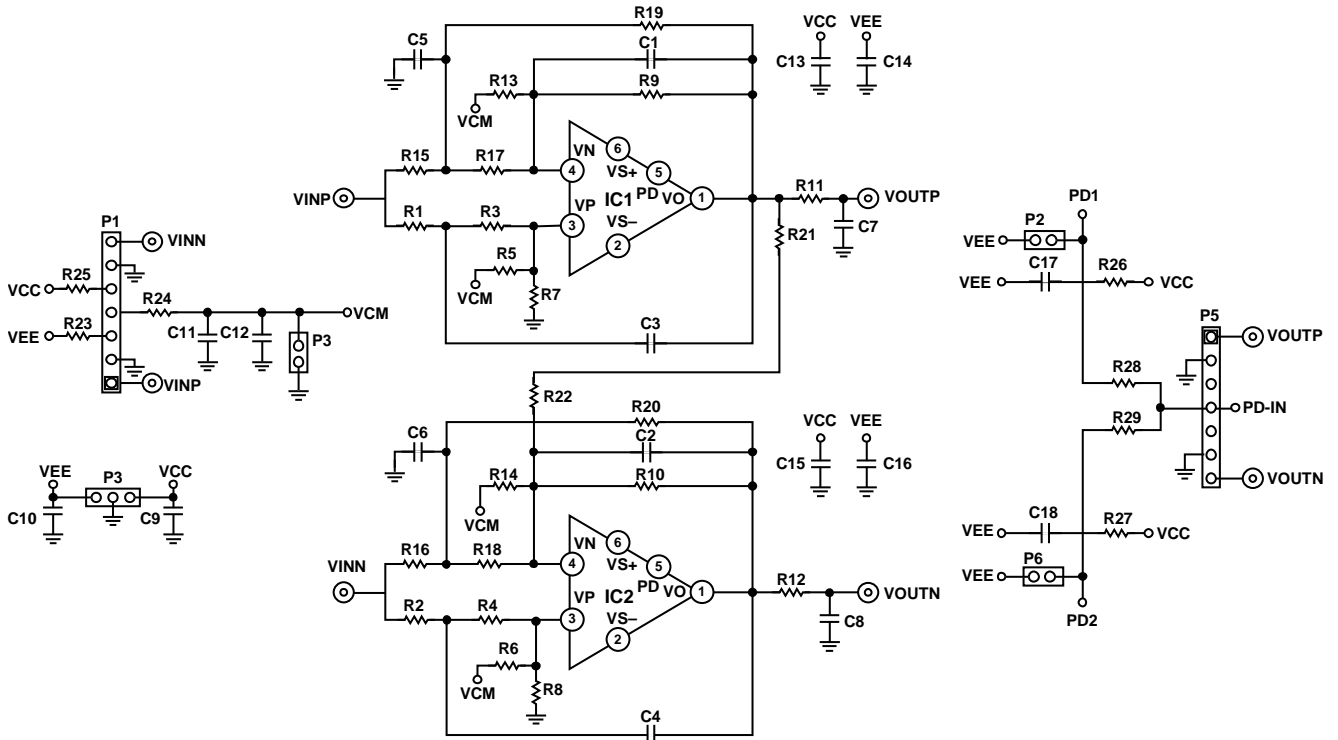 R19
C5
C1
VCC VEE
C13 C14
R13
R9
VCM
R15 R17
VN
4
6
VS+
5
PD
IC1
VO
1
VP
3
VS–
2
VINP
R1 R3
R5
VCM
R7
C3
R11
VOUTP
C7
R21
P1
VINN
R25
VCC
R24
VCM
VEE
R23
C11 C12
P3
VINP
VEE P3 VCC
C10 C9
R22
R20
C6
C2
VCC VEE
C15 C16
R14
R10
VCM
R16 R18
VN
4
6
VS+
5
PD
IC2
VO
1
VP
3
VS–
2
VINN
R2 R4
R6
VCM
R8
C4
R12
VOUTN
C8
PD1
P2
VEE
C17
R26
VEE
VCC
P5
VOUTP
R28
PD-IN
R29
VOUTN
C18
R27
VEE
VCC
P6
VEE
PD2